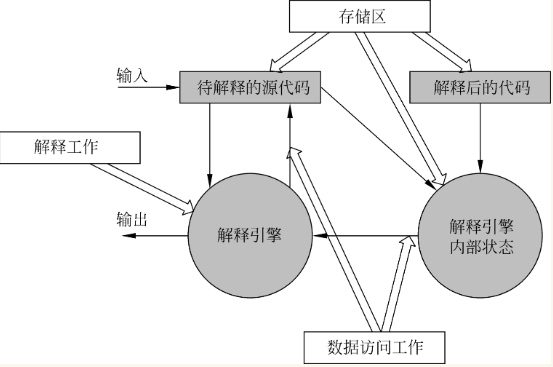 存储区
输入
待解释的源代码
解释后的代码
解释工作
输出
解释引擎
解释引擎
内部状态
数据访问工作